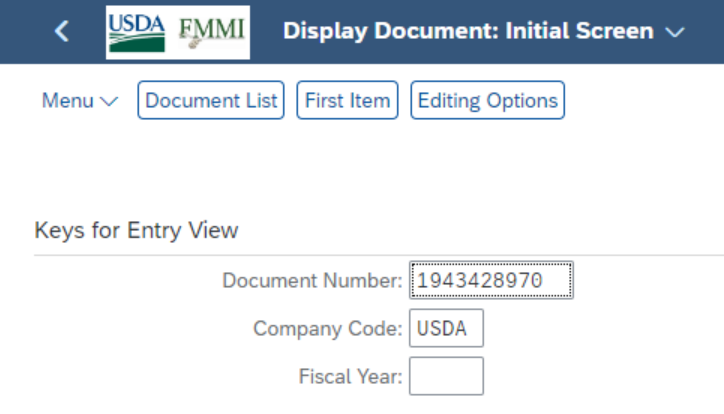 USDA FMMI Display Document: Initial Screen
Menu Document List First Item Editing Options
Keys for Entry View
Document Number: 1943428970
Company Code: USDA
Fiscal Year: